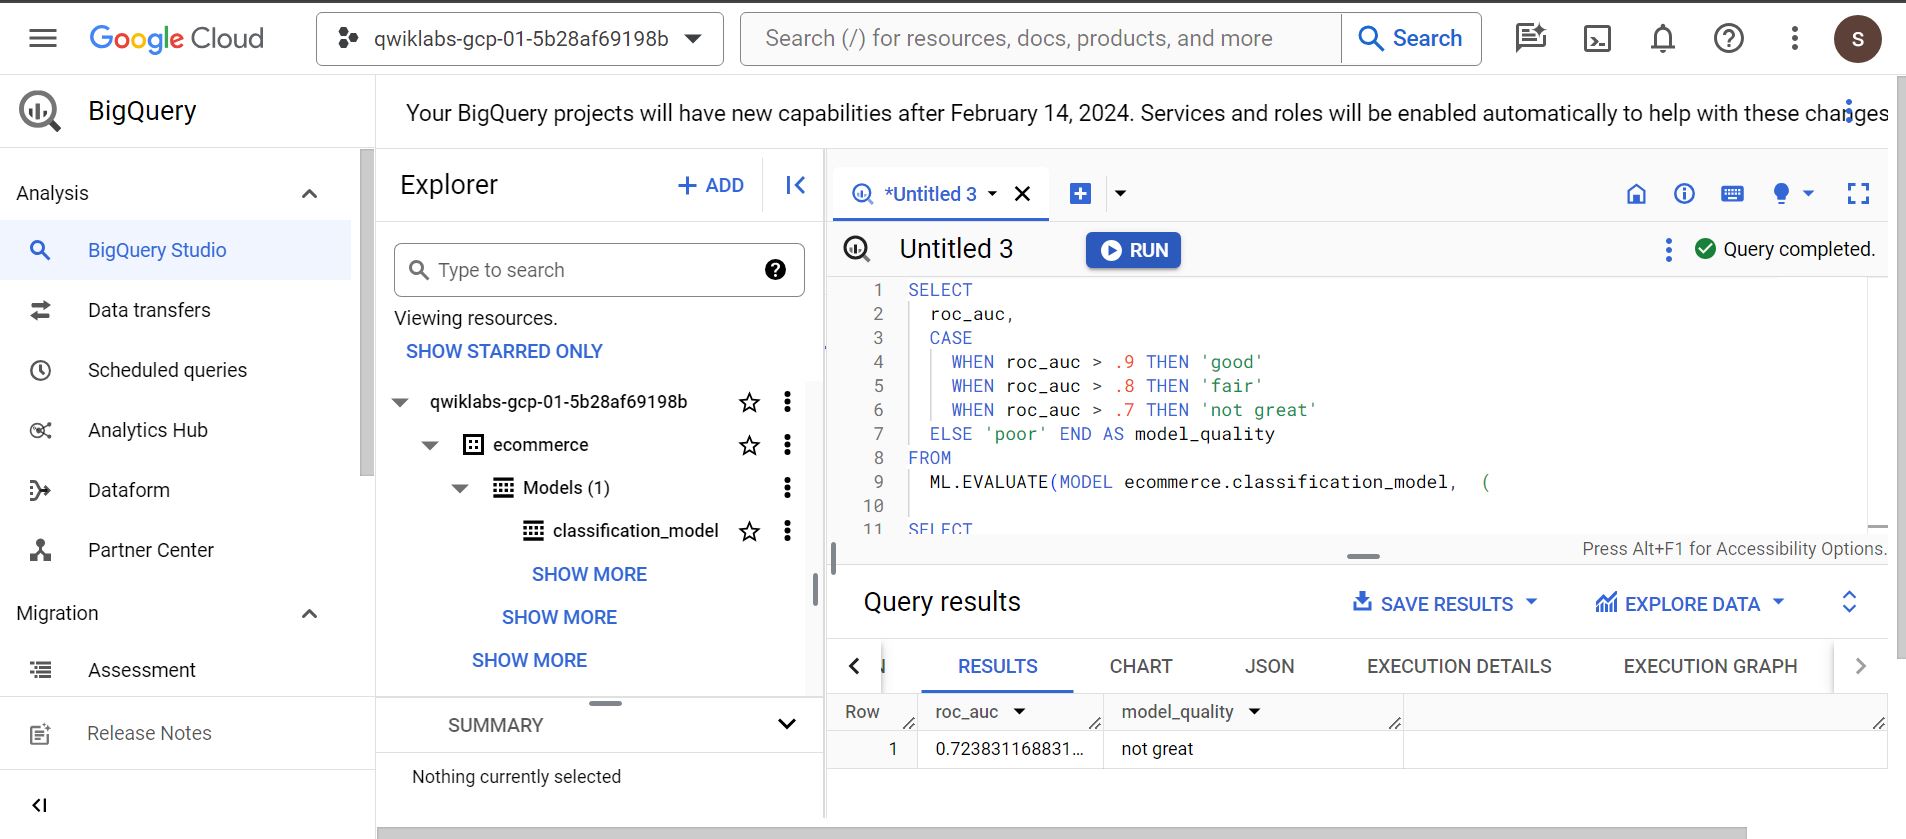 Google Cloud
qwiklabs-gcp-01-5b28af69198b
Search (/) for resources, docs, products, and more
Search
S
BigQuery
Your BigQuery projects will have new capabilities after February 14, 2024. Services and roles will be enabled automatically to help with these changes
Analysis
BigQuery Studio
Data transfers
Scheduled queries
Analytics Hub
Dataform
Partner Center
Migration
Assessment
Release Notes
Explorer
+ ADD
Type to search
Viewing resources.
SHOW STARRED ONLY
qwiklabs-gcp-01-5b28af69198b
ecommerce
Models (1)
classification_model
SHOW MORE
SHOW MORE
SHOW MORE
SUMMARY
Nothing currently selected
*Untitled 3
Untitled 3
RUN
Query completed.
1 SELECT
2 roc_auc,
3 CASE
4 WHEN roc_auc > .9 THEN 'good'
5 WHEN roc_auc > .8 THEN 'fair'
6 WHEN roc_auc > .7 THEN 'not great'
7 ELSE 'poor' END AS model_quality
8 FROM
9 ML.EVALUATE(MODEL ecommerce.classification_model, (
10
11 SELECT
Press Alt+F1 for Accessibility Options.
Query results
SAVE RESULTS
EXPLORE DATA
N RESULTS CHART JSON EXECUTION DETAILS EXECUTION GRAPH
Row roc_auc model_quality
1 0.723831168831... not great